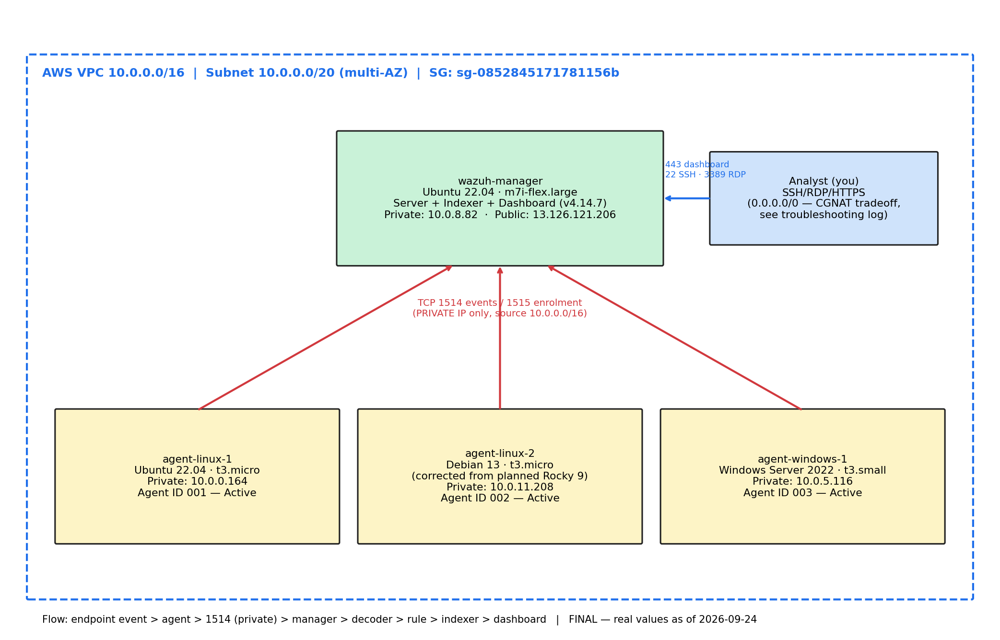 AWS VPC 10.0.0.0/16 | Subnet 10.0.0.0/20 (multi-AZ) | SG: sg-0852845171781156b
wazuh-manager
Ubuntu 22.04 · m7i-flex.large
Server + Indexer + Dashboard (v4.14.7)
Private: 10.0.8.82 · Public: 13.126.121.206
443 dashboard
22 SSH · 3389 RDP
Analyst (you)
SSH/RDP/HTTPS
(0.0.0.0/0 — CGNAT tradeoff,
see troubleshooting log)
TCP 1514 events / 1515 enrolment
(PRIVATE IP only, source 10.0.0.0/16)
agent-linux-1
Ubuntu 22.04 · t3.micro
Private: 10.0.0.164
Agent ID 001 — Active
agent-linux-2
Debian 13 · t3.micro
(corrected from planned Rocky 9)
Private: 10.0.11.208
Agent ID 002 — Active
agent-windows-1
Windows Server 2022 · t3.small
Private: 10.0.5.116
Agent ID 003 — Active
Flow: endpoint event > agent > 1514 (private) > manager > decoder > rule > indexer > dashboard | FINAL — real values as of 2026-09-24